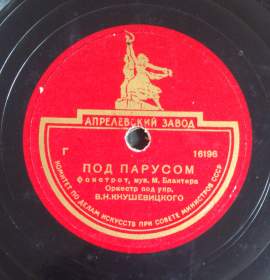 АПРЕЛЕВСКИЙ ЗАВОД
Г 16196
ПОД ПАРУСОМ
фокстрот, муз. М. Блантера
Оркестр под упр.
В.Н.КНУШЕВИЦКОГО
КОМИТЕТ ПО ДЕЛАМ ИСКУССТВ ПРИ СОВЕТЕ МИНИСТРОВ СССР